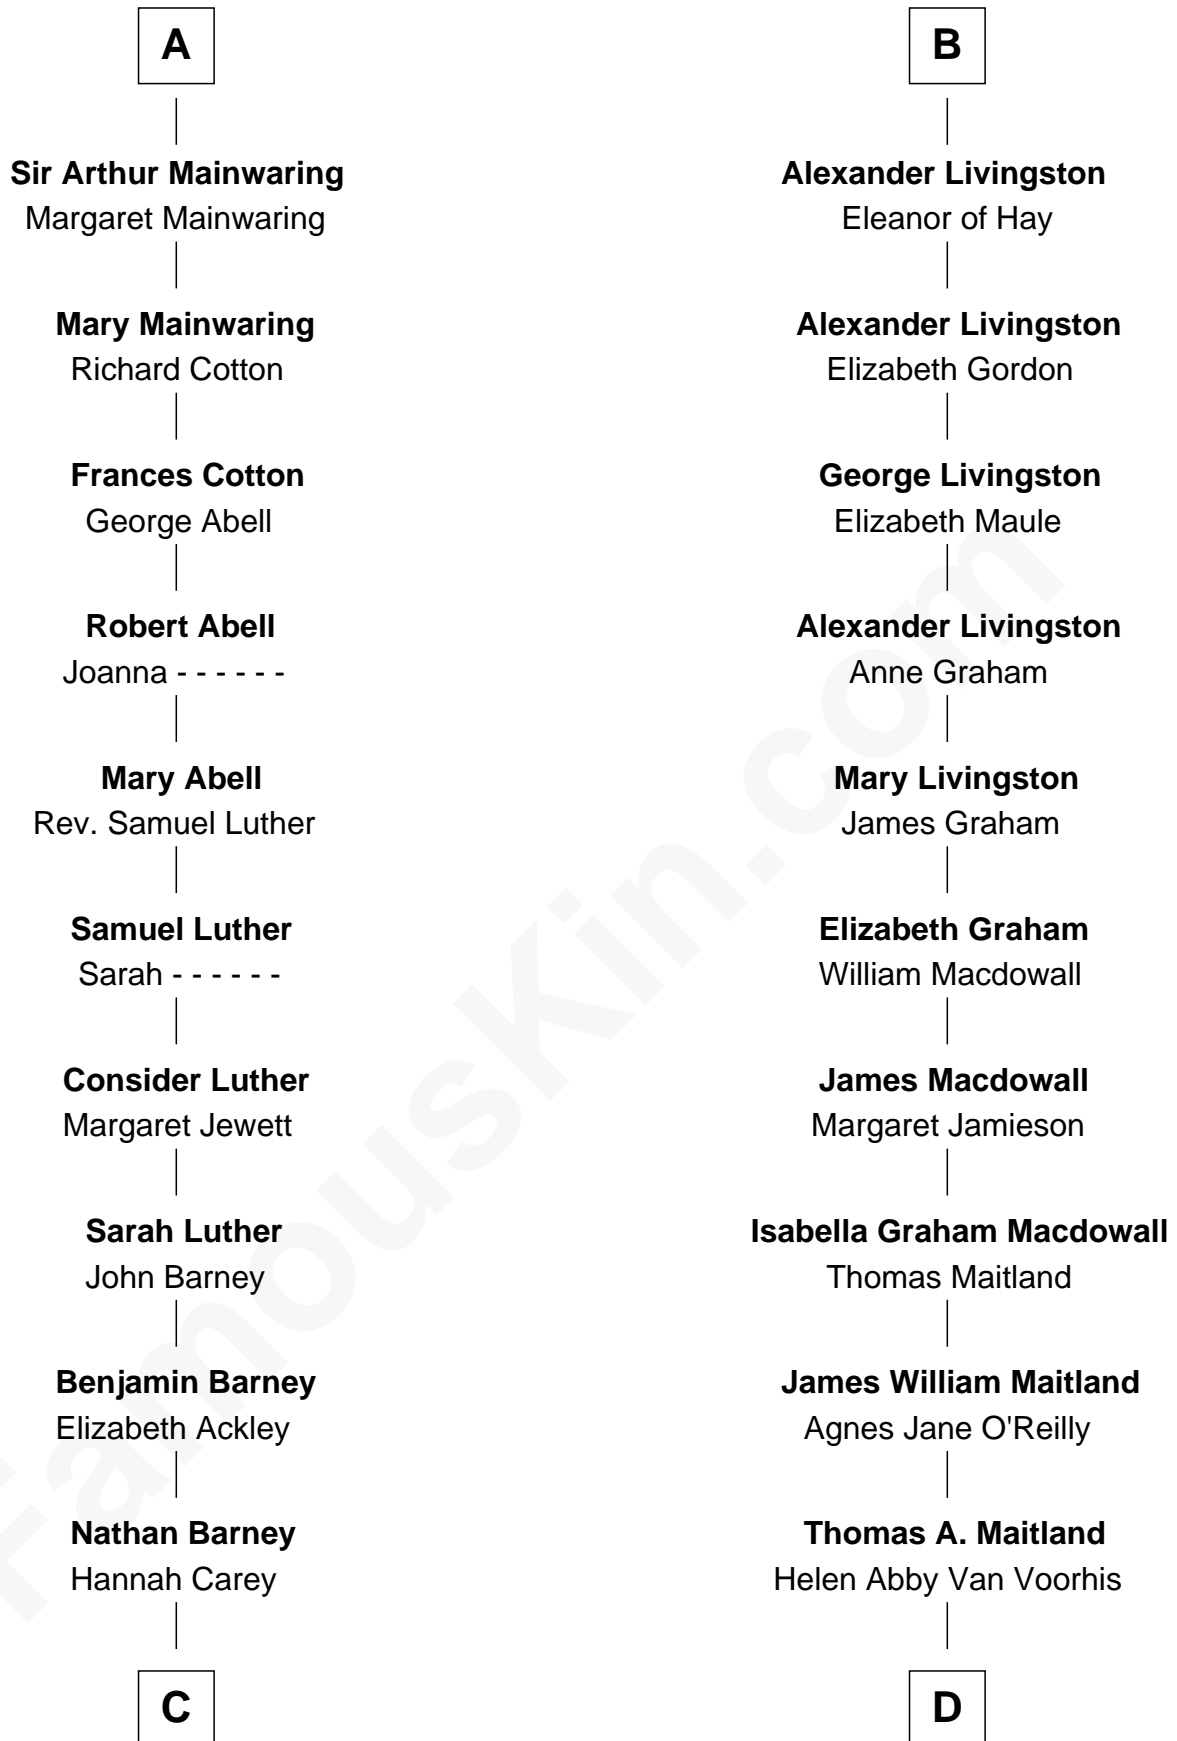 A
Sir Arthur Mainwaring
Margaret Mainwaring
Mary Mainwaring
Richard Cotton
Frances Cotton
George Abell
Robert Abell
Joanna - - - - - -
Mary Abell
Rev. Samuel Luther
Samuel Luther
Sarah - - - - - -
Consider Luther
Margaret Jewett
Sarah Luther
John Barney
Benjamin Barney
Elizabeth Ackley
Nathan Barney
Hannah Carey
C
B
Alexander Livingston
Eleanor of Hay
Alexander Livingston
Elizabeth Gordon
George Livingston
Elizabeth Maule
Alexander Livingston
Anne Graham
Mary Livingston
James Graham
Elizabeth Graham
William Macdowall
James Macdowall
Margaret Jamieson
Isabella Graham Macdowall
Thomas Maitland
James William Maitland
Agnes Jane O'Reilly
Thomas A. Maitland
Helen Abby Van Voorhis
D
FamousKin.com